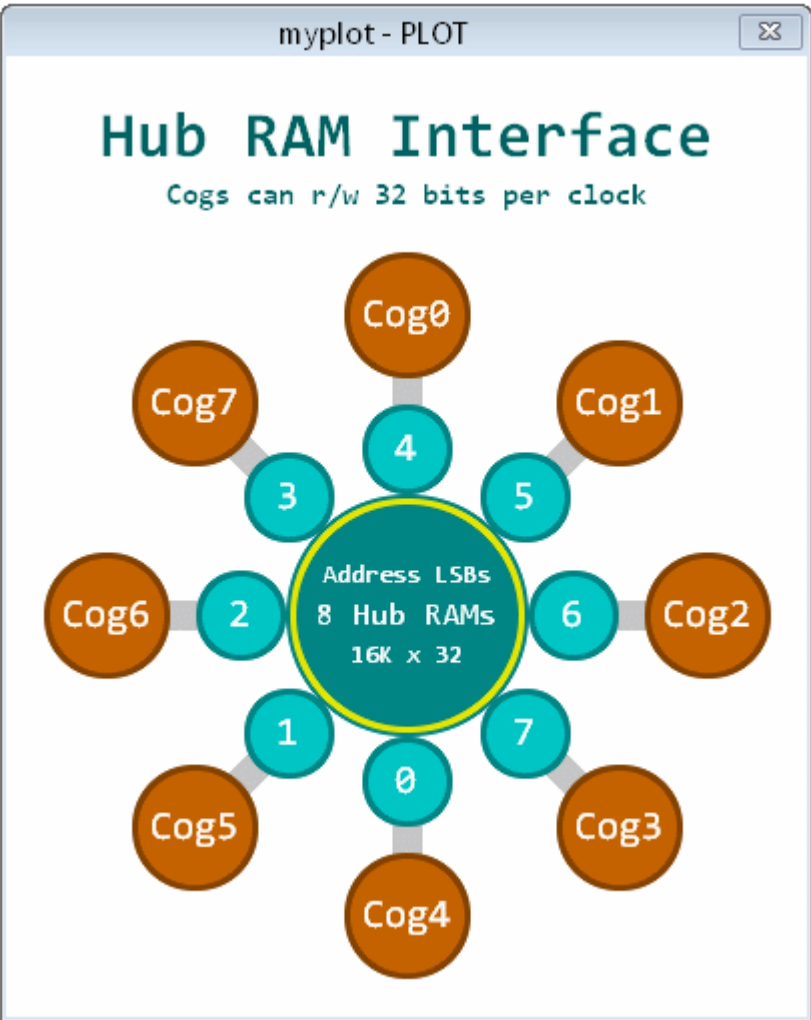 myplot - PLOT
Hub RAM Interface
Cogs can r/w 32 bits per clock
Cog0
Cog7
Cog1
4
3
5
Address LSBs
Cog6
2
8 Hub RAMs
6
Cog2
16K x 32
1
7
0
Cog5
Cog3
Cog4